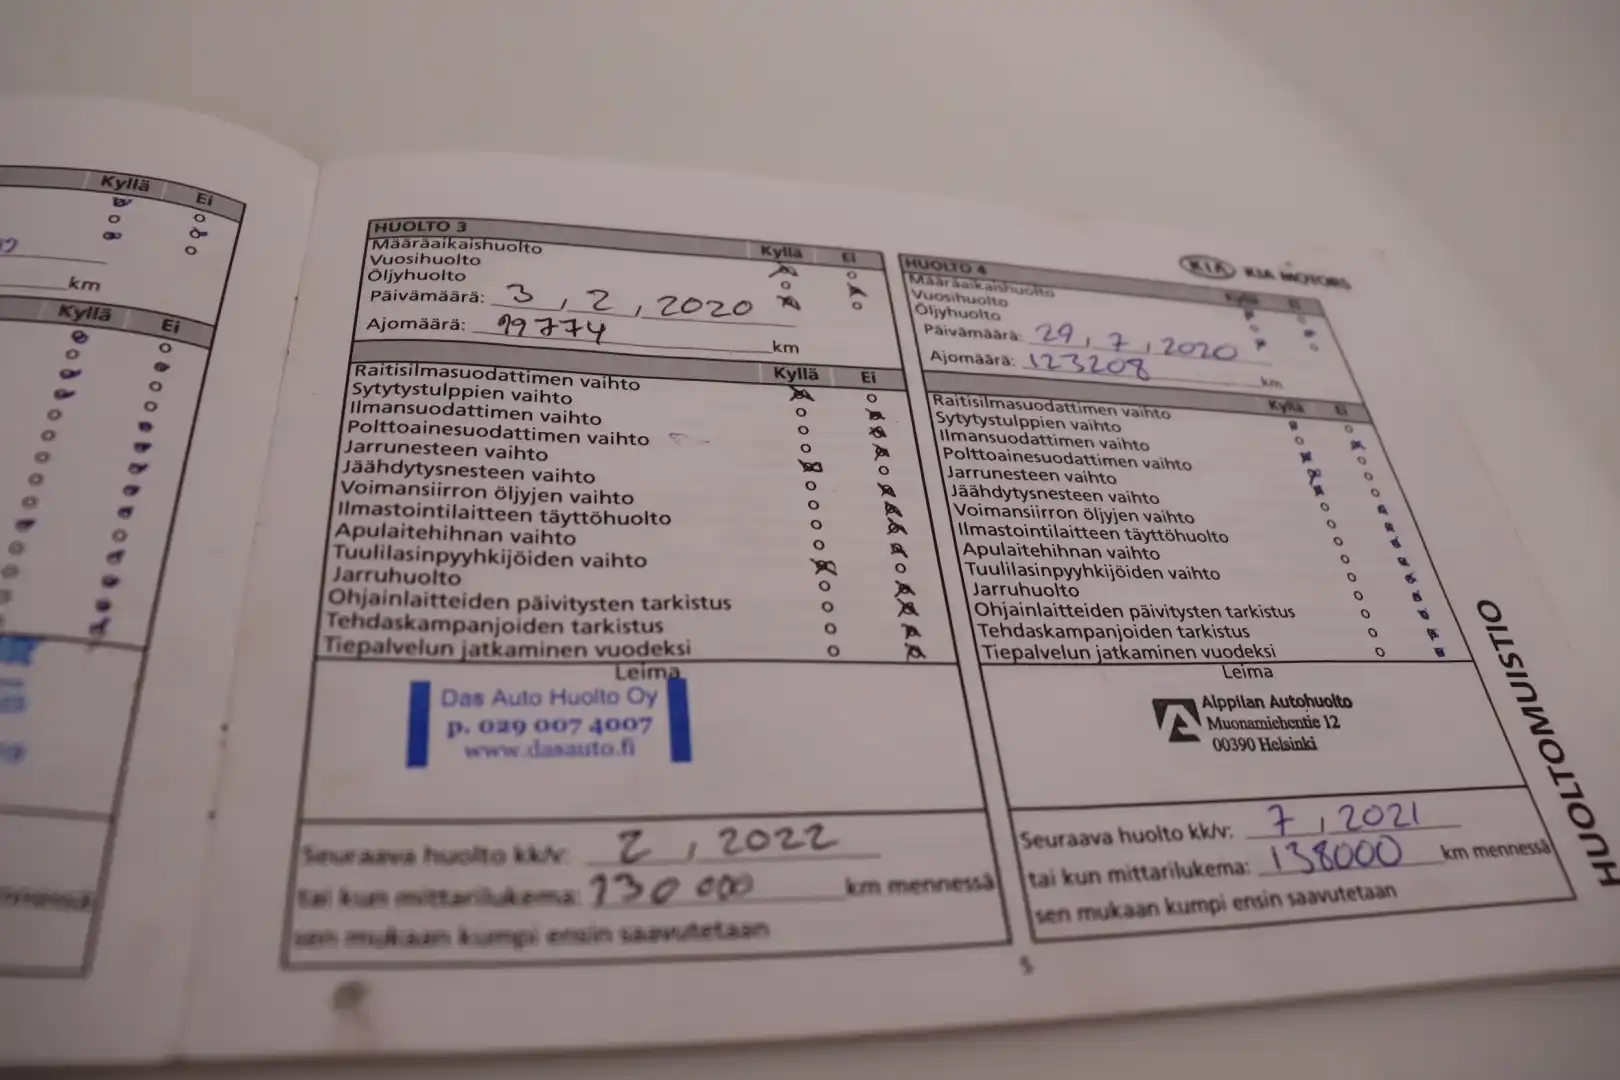 Kyllä Ei
km
Kyllä Ei
HUOLTO 3
Kyllä Ei
Määräaikaishuolto
Vuosihuolto
Öljyhuolto
Päivämäärä: 3 , 2 , 2020
Ajomäärä: 99774 km
Kyllä Ei
Raitisilmasuodattimen vaihto
Sytytystulppien vaihto
Ilmansuodattimen vaihto
Polttoainesuodattimen vaihto
Jarrunesteen vaihto
Jäähdytysnesteen vaihto
Voimansiirron öljyjen vaihto
Ilmastointilaitteen täyttöhuolto
Apulaitehihnan vaihto
Tuulilasinpyyhkijöiden vaihto
Jarruhuolto
Ohjainlaitteiden päivitysten tarkistus
Tehdaskampanjoiden tarkistus
Tiepalvelun jatkaminen vuodeksi
Leima
Das Auto Huolto Oy
p. 029 007 4007
www.dasauto.fi
Seuraava huolto kk/v: 2 , 2022
tai kun mittarilukema: 130 000 km mennessä
sen mukaan kumpi ensin saavutetaan
KIA KIA MOTORS
HUOLTO 4
Kyllä Ei
Määräaikaishuolto
Vuosihuolto
Öljyhuolto
Päivämäärä: 29 , 7 , 2020
Ajomäärä: 123208 km
Kyllä Ei
Raitisilmasuodattimen vaihto
Sytytystulppien vaihto
Ilmansuodattimen vaihto
Polttoainesuodattimen vaihto
Jarrunesteen vaihto
Jäähdytysnesteen vaihto
Voimansiirron öljyjen vaihto
Ilmastointilaitteen täyttöhuolto
Apulaitehihnan vaihto
Tuulilasinpyyhkijöiden vaihto
Jarruhuolto
Ohjainlaitteiden päivitysten tarkistus
Tehdaskampanjoiden tarkistus
Tiepalvelun jatkaminen vuodeksi
Leima
Alppilan Autohuolto
Muonamiehentie 12
00390 Helsinki
Seuraava huolto kk/v: 7 , 2021
tai kun mittarilukema: 138000 km mennessä
sen mukaan kumpi ensin saavutetaan
5
HUOLTOMUISTIO